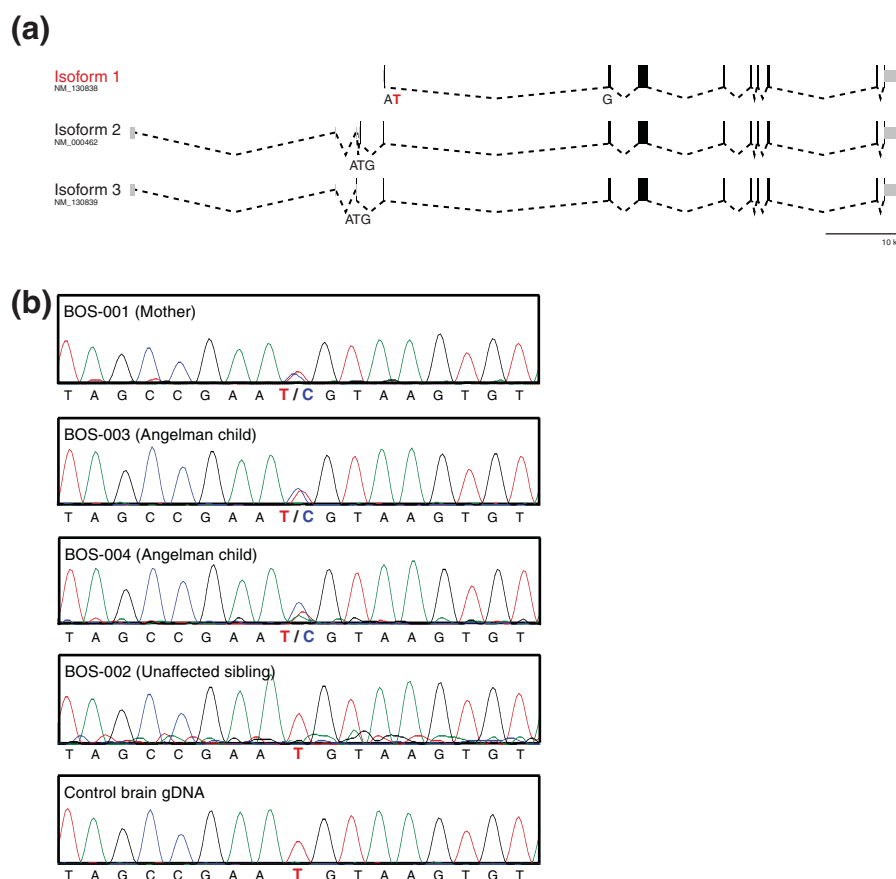 (a)
Isoform 1
NM_130838
AT
G
Isoform 2
NM_000462
ATG
Isoform 3
NM_130839
ATG
10 k
(b)
BOS-001 (Mother)
T A G C C G A A T / C G T A A G T G T
BOS-003 (Angelman child)
T A G C C G A A T / C G T A A G T G T
BOS-004 (Angelman child)
T A G C C G A A T / C G T A A G T G T
BOS-002 (Unaffected sibling)
T A G C C G A A T G T A A G T G T
Control brain gDNA
T A G C C G A A T G T A A G T G T